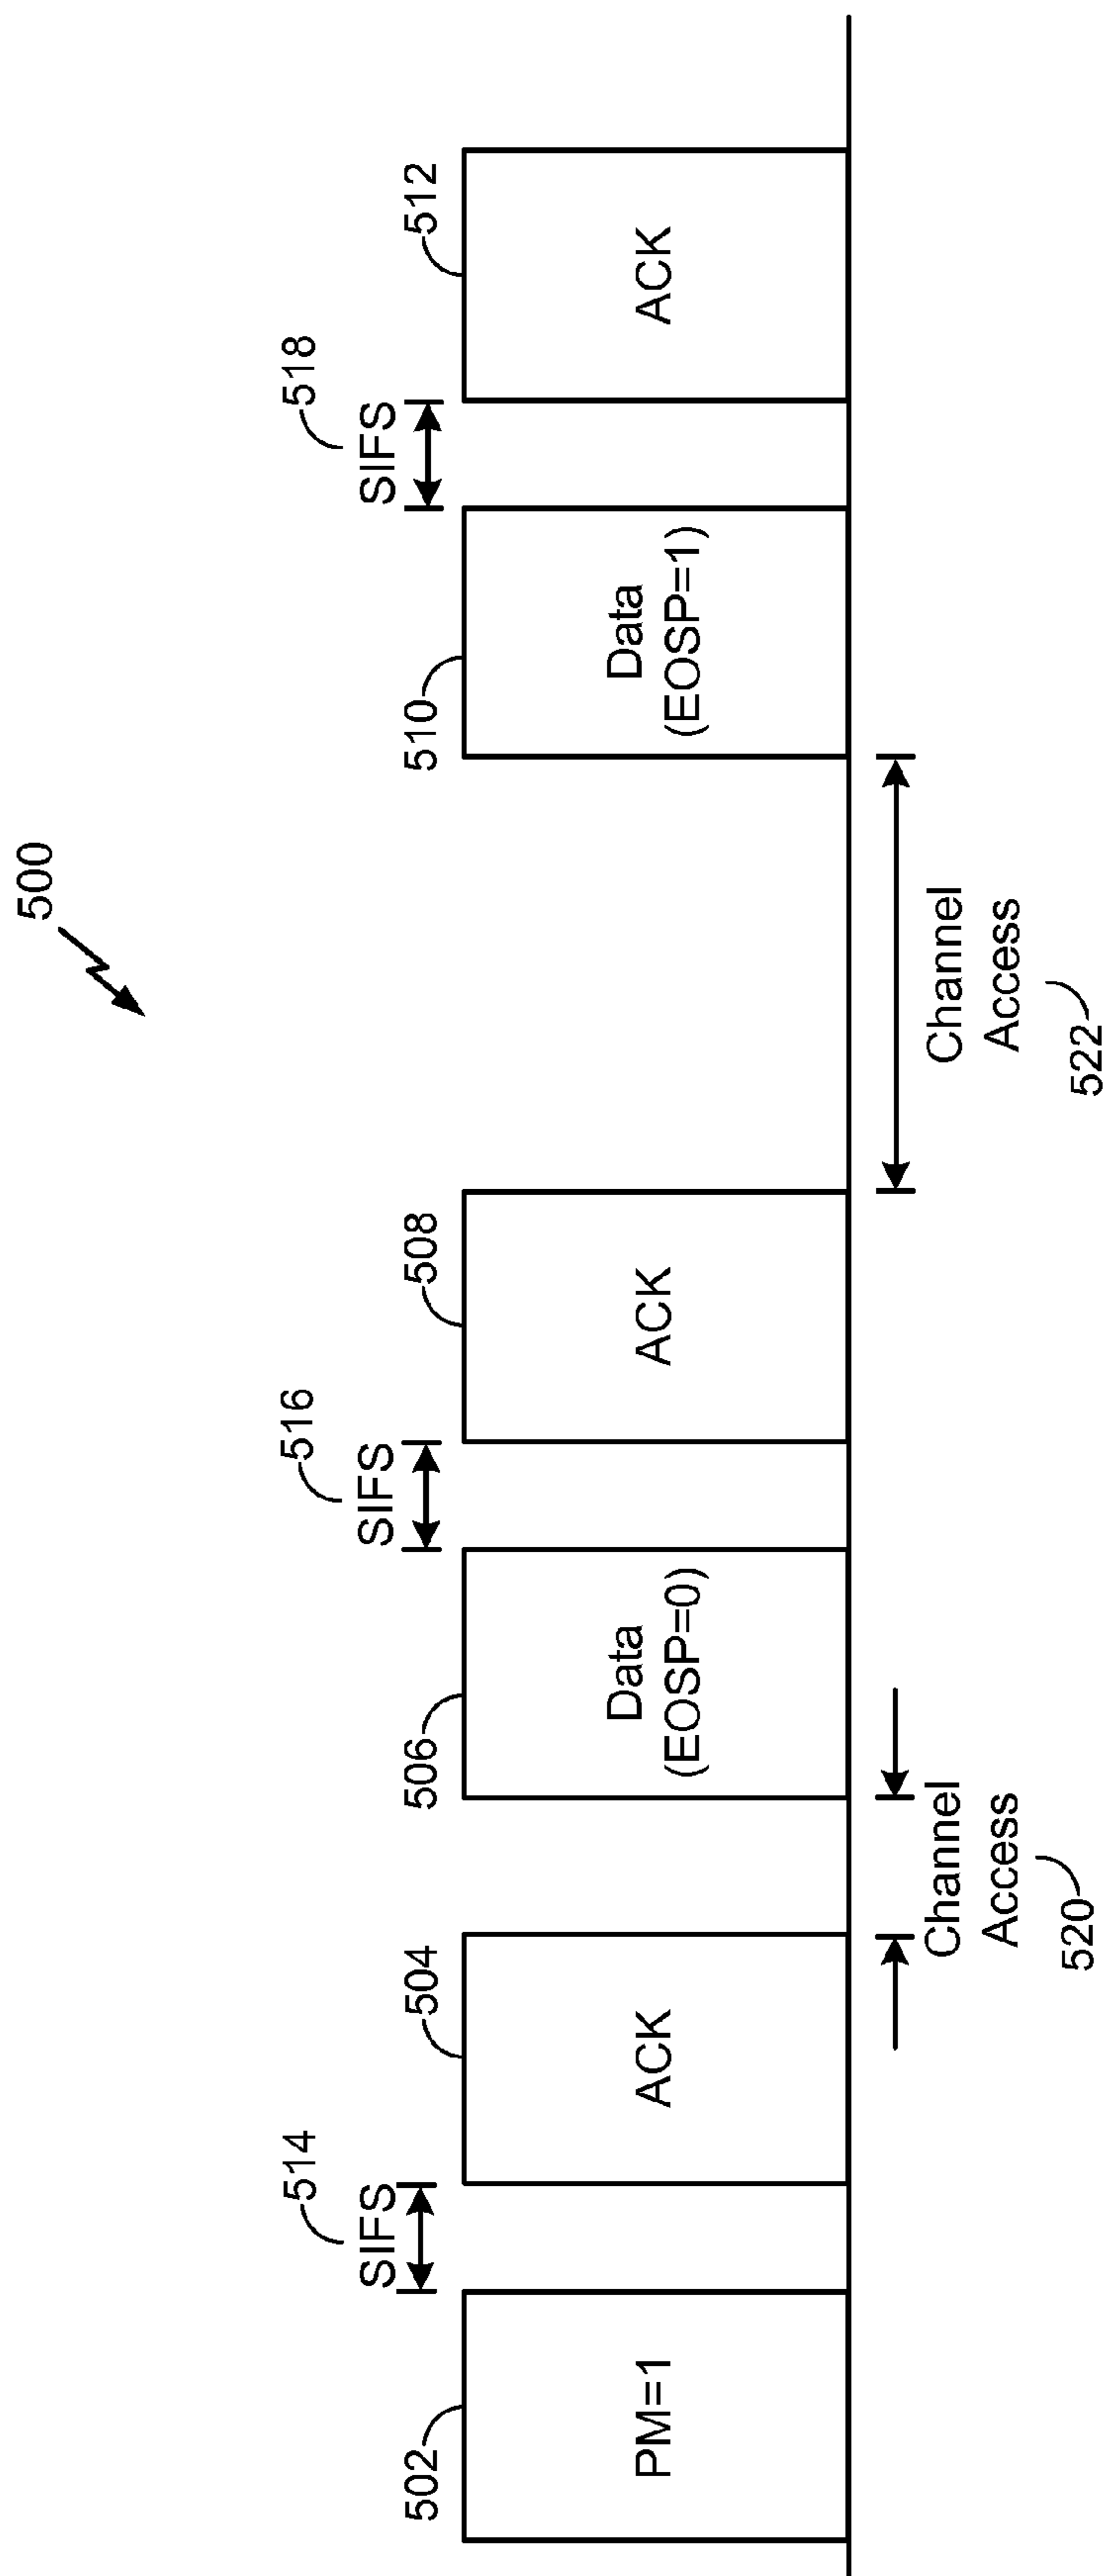 500
514
SIFS
516
SIFS
518
SIFS
502
504
506
508
510
512
PM=1
ACK
Data
(EOSP=0)
ACK
Data
(EOSP=1)
ACK
Channel
Access
520
Channel
Access
522